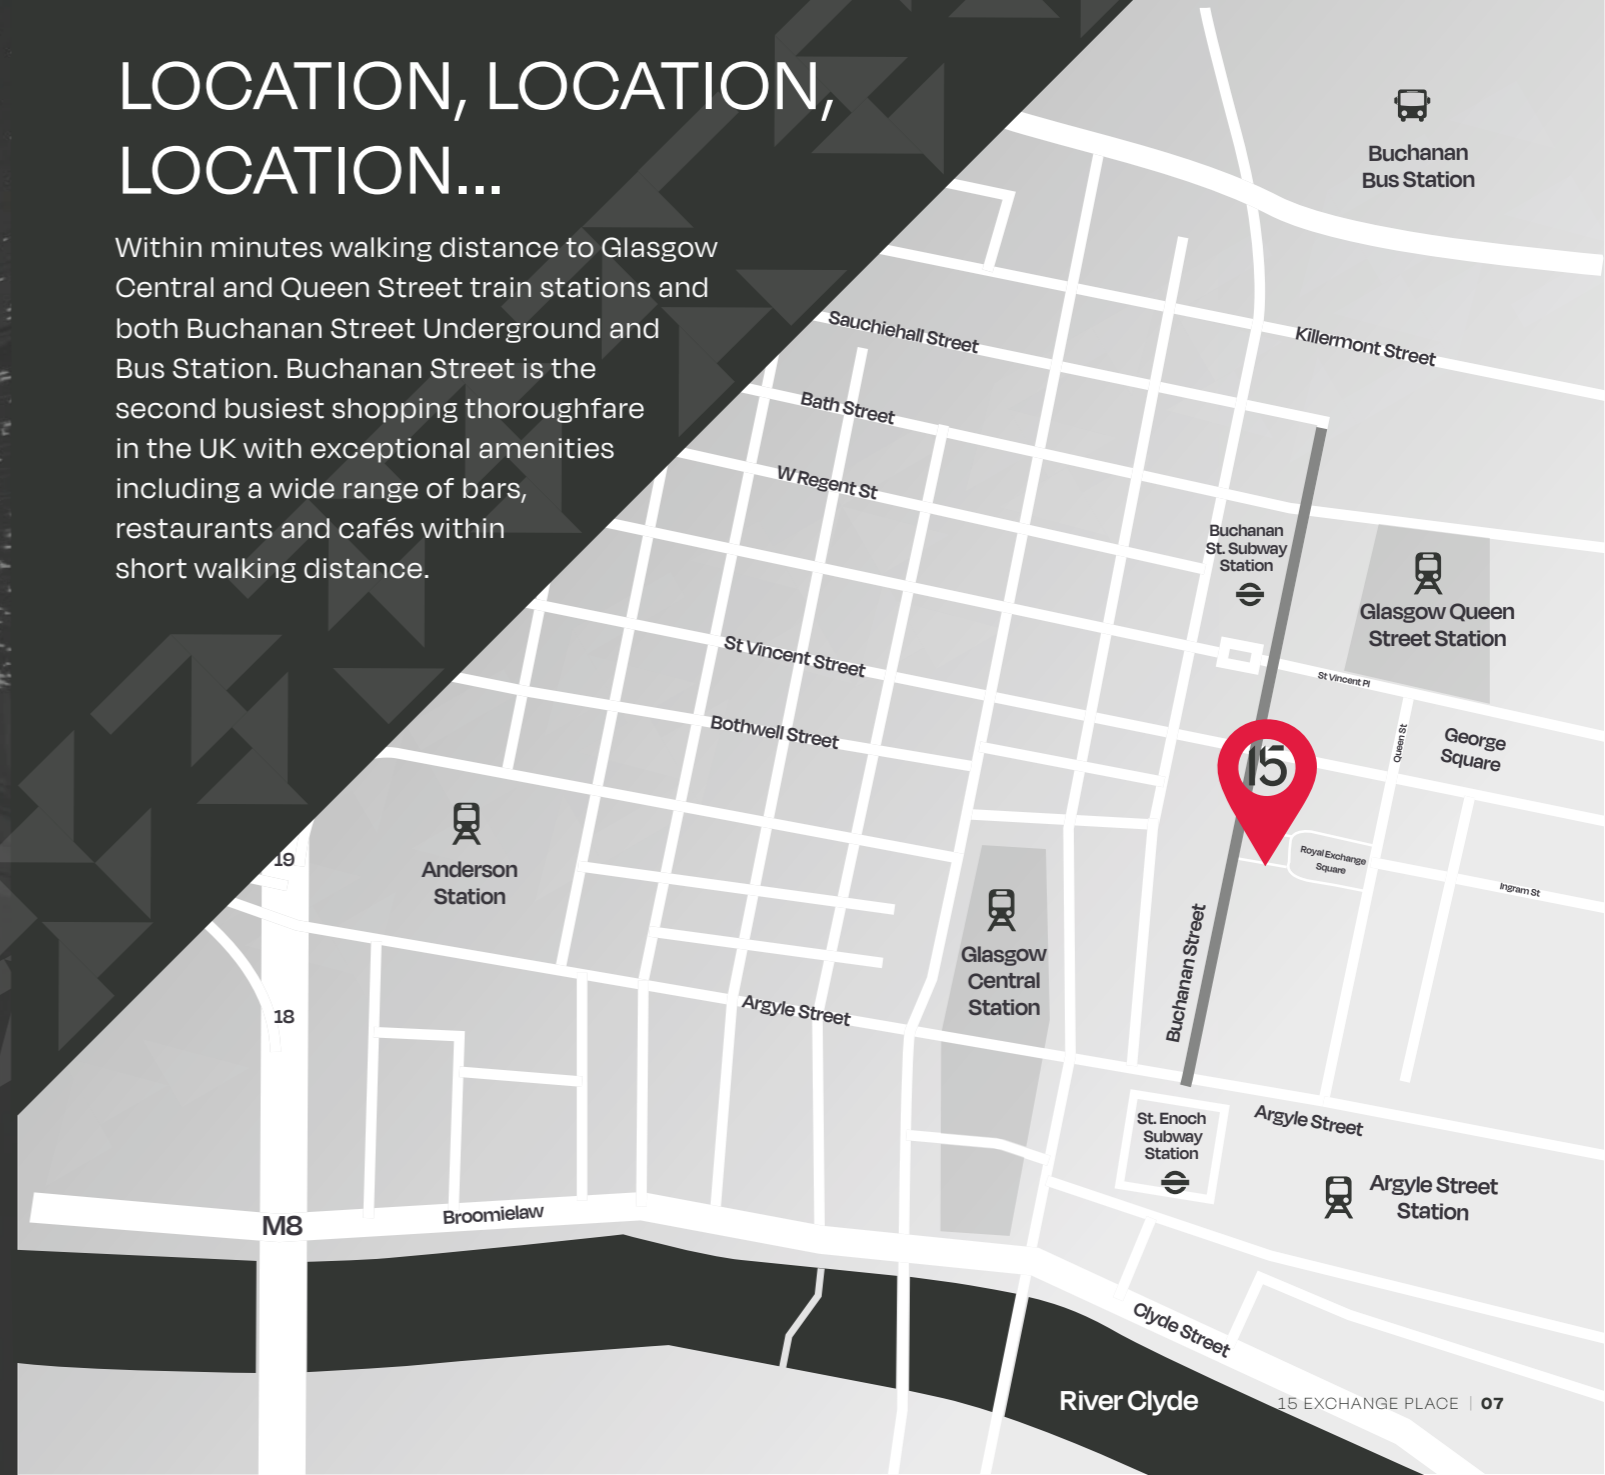 LOCATION, LOCATION,
LOCATION...
Within minutes walking distance to Glasgow
Central and Queen Street train stations and
both Buchanan Street Underground and
Bus Station. Buchanan Street is the
second busiest shopping thoroughfare
in the UK with exceptional amenities
including a wide range of bars,
restaurants and cafés within
short walking distance.
Buchanan
Bus Station
Killermont Street
Sauchiehall Street
Bath Street
W Regent St
Buchanan
St. Subway
Station
Glasgow Queen
Street Station
St Vincent Street
St Vincent Pl
Bothwell Street
Queen St
George
Square
15
Royal Exchange
Square
Ingram St
Anderson
Station
19
18
Glasgow
Central
Station
Buchanan Street
Argyle Street
Argyle Street
St. Enoch
Subway
Station
Argyle Street
Station
M8
Broomielaw
Clyde Street
River Clyde
15 EXCHANGE PLACE | 07